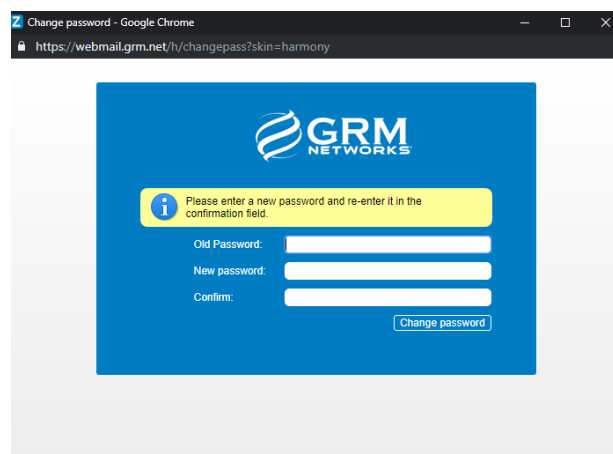 Z Change password - Google Chrome
https://webmail.grm.net/h/changepass?skin=harmony
GRM
NETWORKS
i Please enter a new password and re-enter it in the
confirmation field.
Old Password:
New password:
Confirm:
Change password